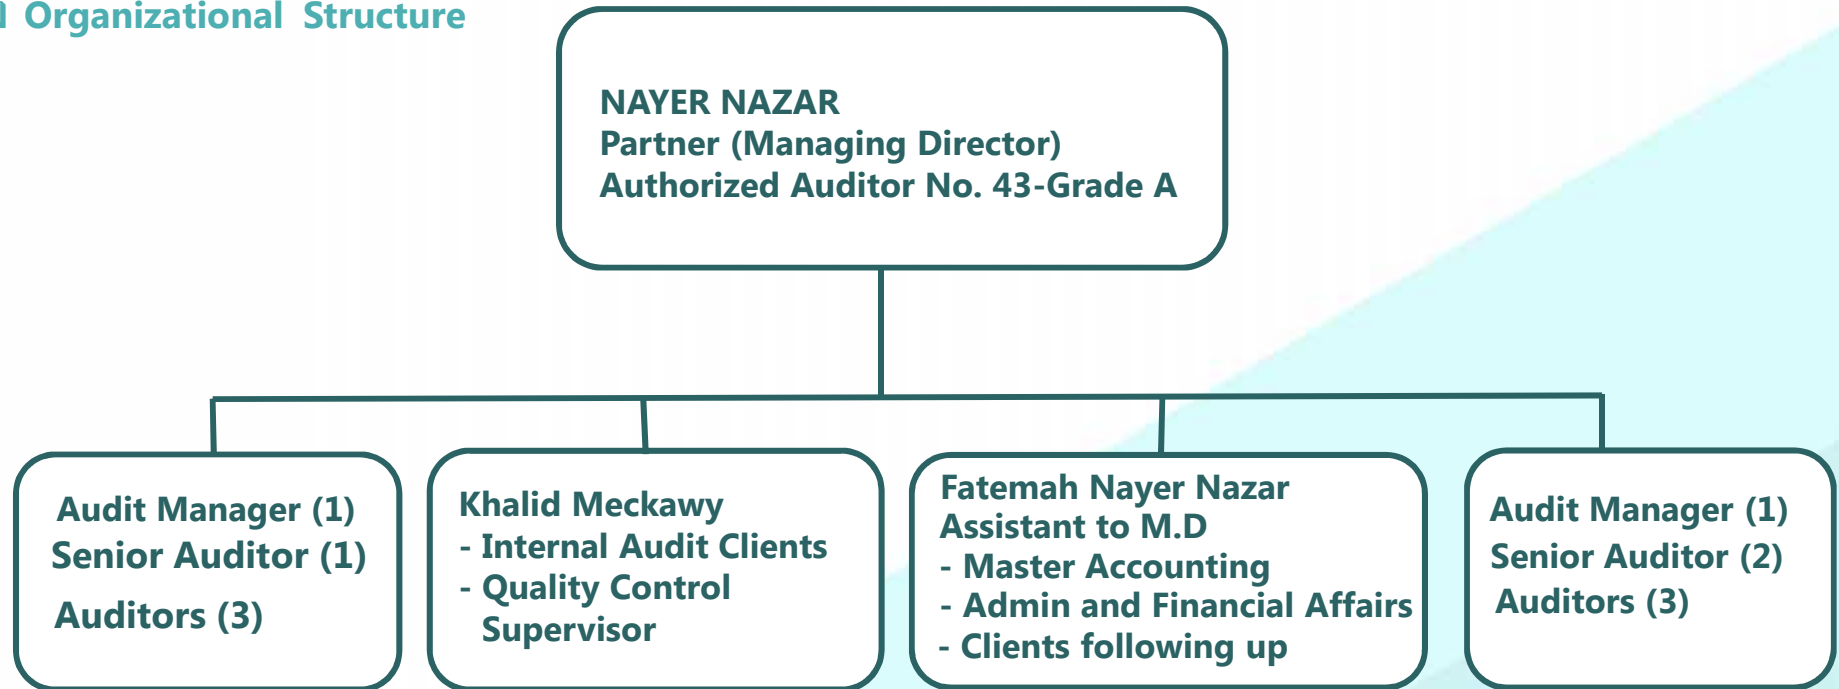 Organizational Structure
NAYER NAZAR
Partner (Managing Director)
Authorized Auditor No. 43-Grade A
Audit Manager (1)
Senior Auditor (1)
Auditors (3)
Khalid Meckawy
- Internal Audit Clients
- Quality Control
Supervisor
Fatemah Nayer Nazar
Assistant to M.D
- Master Accounting
- Admin and Financial Affairs
- Clients following up
Audit Manager (1)
Senior Auditor (2)
Auditors (3)